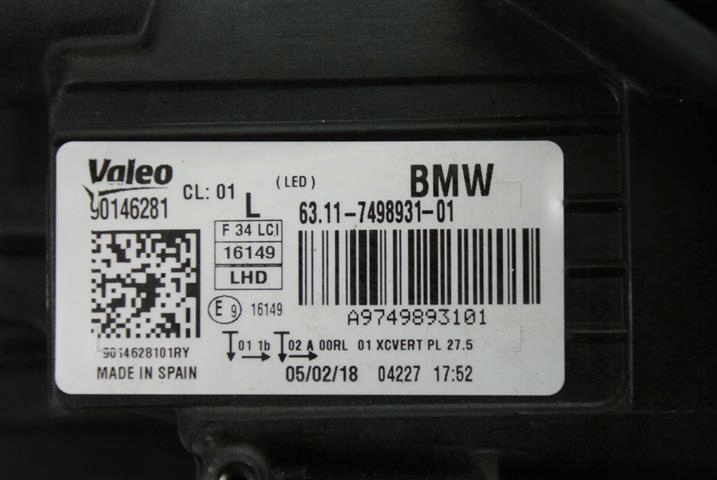 Valeo
90146281
CL: 01
L
(LED)
BMW
63.11-7498931-01
F 34 LCI
16149
LHD
E 9 16149
A9749893101
9014628101RY
01 1b 02 A 00RL 01 XCVERT PL 27.5
MADE IN SPAIN
05/02/18 04227 17:52